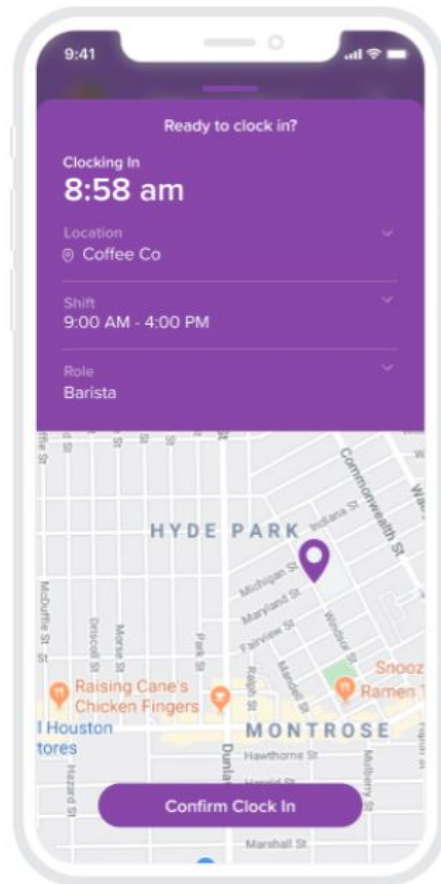 9:41
Ready to clock in?
Clocking In
8:58 am
Location
Coffee Co
Shift
9:00 AM - 4:00 PM
Role
Barista
Commonwealth St
Indiana St
HYDE PARK
Michigan St
Maryland St
Fairview St
Windsor St
McDuffie St
Driscoll St
Morse St
Park St
St
Ralph St
Mandell St
Snooz
Ramen
Raising Cane's
Chicken Fingers
l Houston
tores
MONTROSE
Dunlav
Hawthorne St
Mulberry St
Hazard St
Confirm Clock In
Marshall St